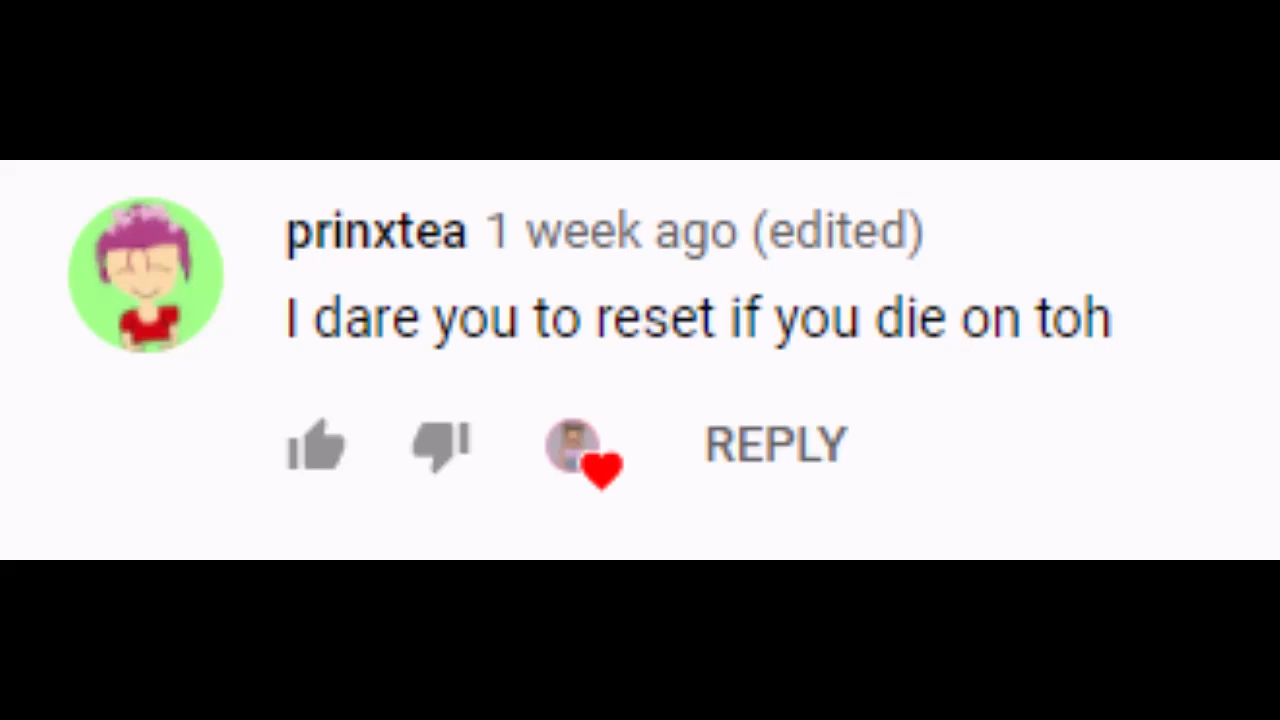 prinxtea 1 week ago (edited)
I dare you to reset if you die on toh
REPLY